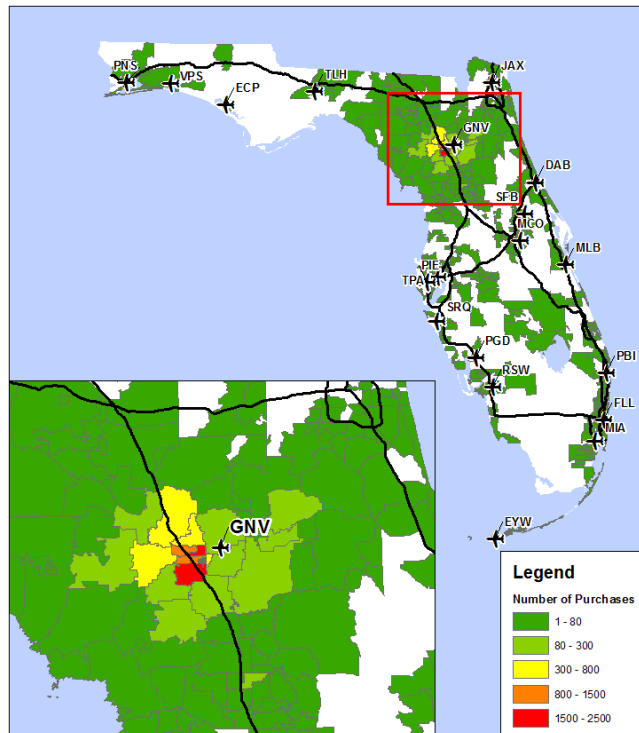 JAX
PNS
VPS
TLH
ECP
GNV
DAB
SFB
MCO
MLB
PIE
TPA
SRQ
PGD
PBI
RSW
FLL
MIA
GNV
EYW
Legend
Number of Purchases
1 - 80
80 - 300
300 - 800
800 - 1500
1500 - 2500